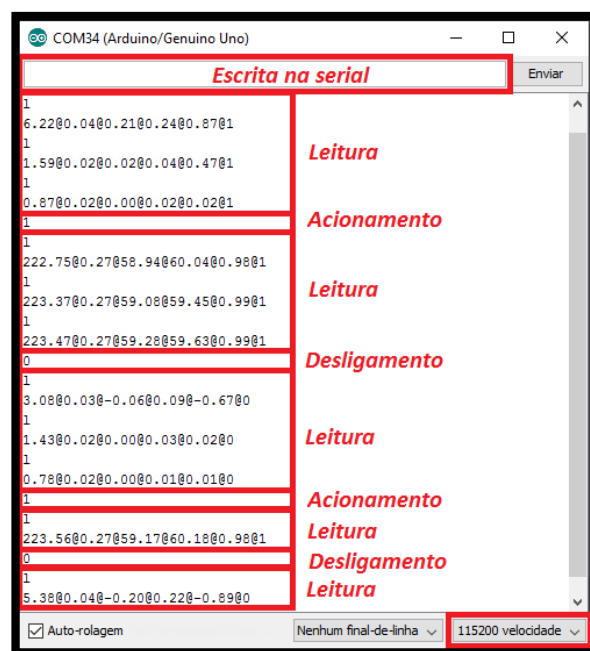 COM34 (Arduino/Genuino Uno)
Escrita na serial
Enviar
1
6.22@0.04@0.21@0.24@0.87@1
1
1.59@0.02@0.02@0.04@0.47@1
1
0.87@0.02@0.00@0.02@0.02@1
Leitura
1
Acionamento
1
222.75@0.27@58.94@60.04@0.98@1
1
223.37@0.27@59.08@59.45@0.99@1
1
223.47@0.27@59.28@59.63@0.99@1
Leitura
0
Desligamento
1
3.08@0.03@-0.06@0.09@-0.67@0
1
1.43@0.02@0.00@0.03@0.02@0
1
0.78@0.02@0.00@0.01@0.01@0
Leitura
1
Acionamento
1
223.56@0.27@59.17@60.18@0.98@1
Leitura
0
Desligamento
1
5.38@0.04@-0.20@0.22@-0.89@0
Leitura
Auto-rolagem
Nenhum final-de-linha
115200 velocidade